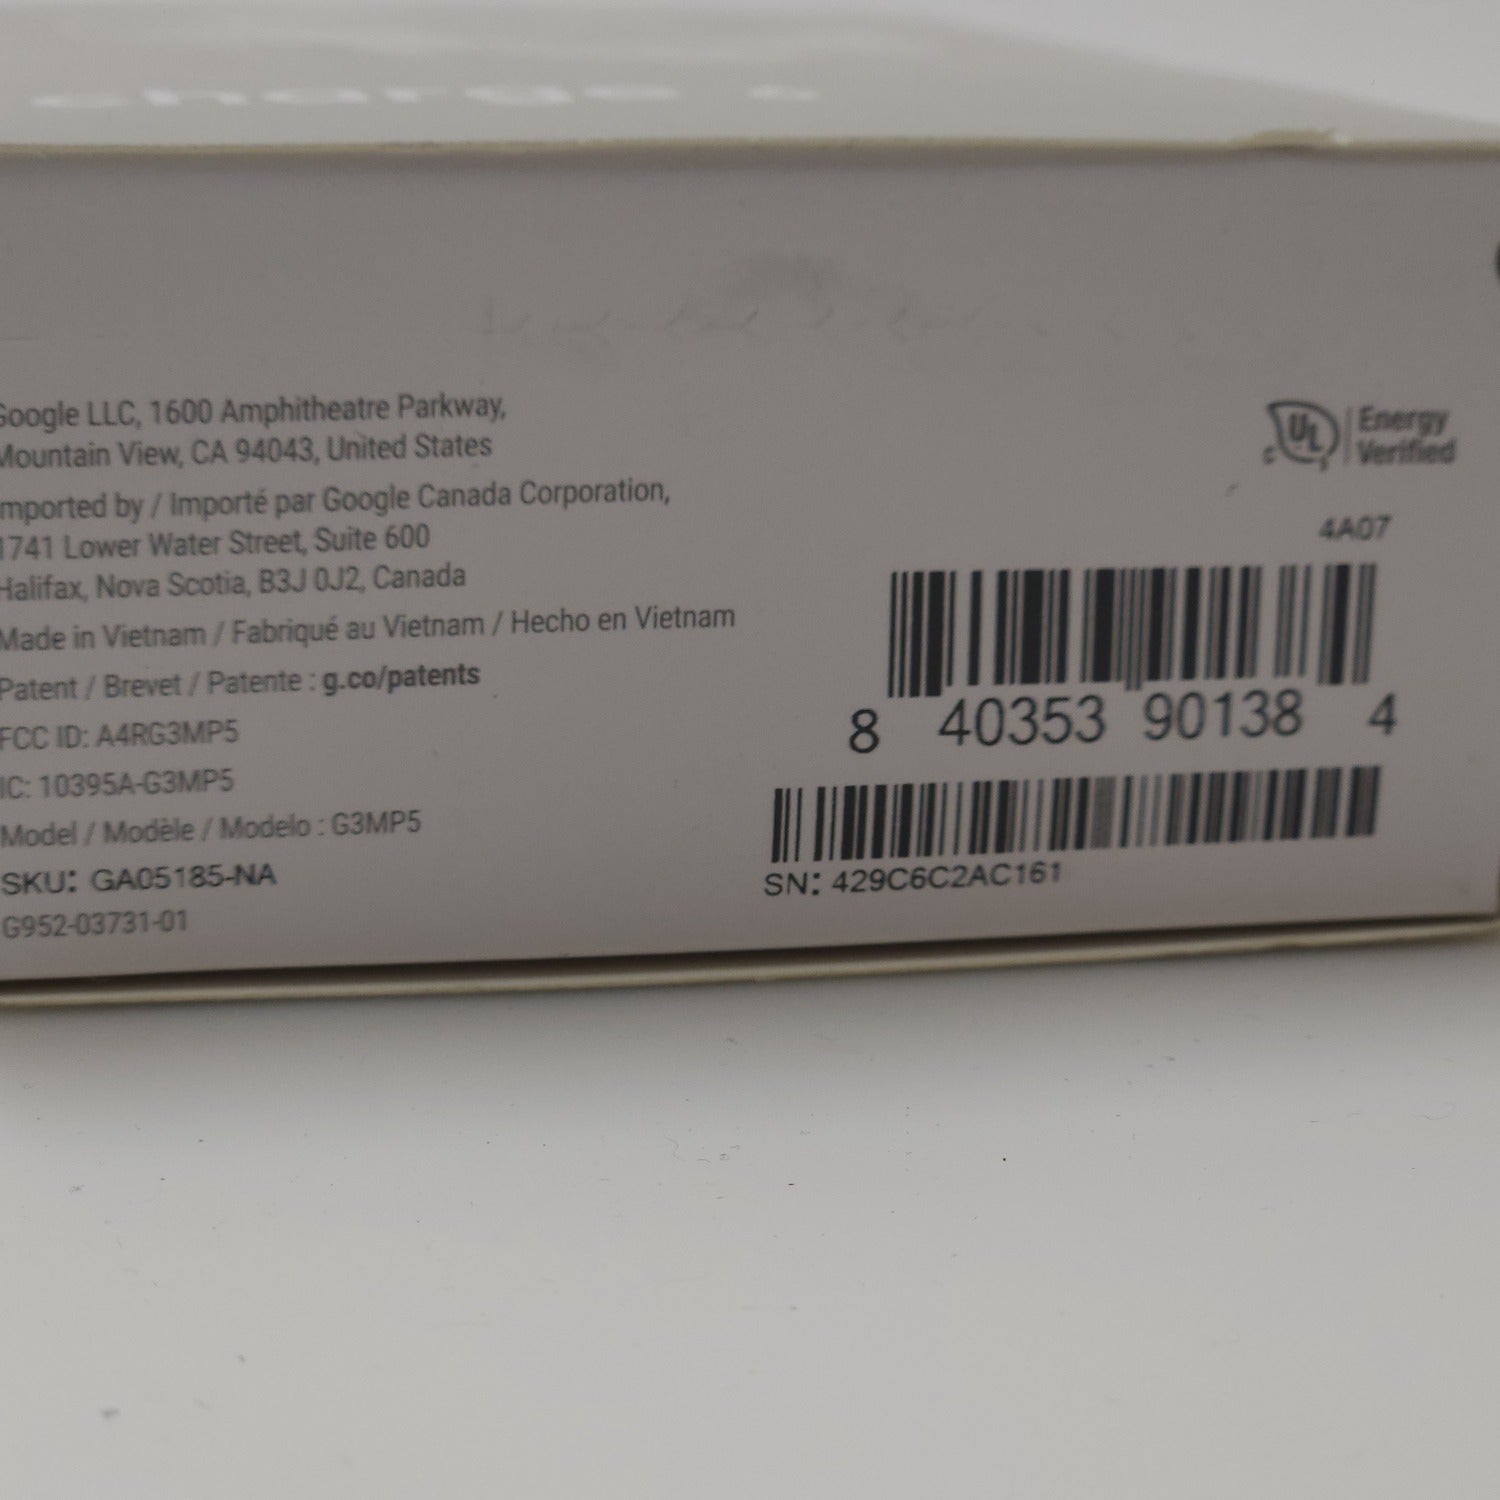 charge 6
Google LLC, 1600 Amphitheatre Parkway,
Mountain View, CA 94043, United States
Imported by / Importé par Google Canada Corporation,
1741 Lower Water Street, Suite 600
Halifax, Nova Scotia, B3J 0J2, Canada
Made in Vietnam / Fabriqué au Vietnam / Hecho en Vietnam
Patent / Brevet / Patente : g.co/patents
FCC ID: A4RG3MP5
IC: 10395A-G3MP5
Model / Modèle / Modelo : G3MP5
SKU: GA05185-NA
G952-03731-01
c UL
Energy
Verified
4A07
8 40353 90138 4
SN: 429C6C2AC161